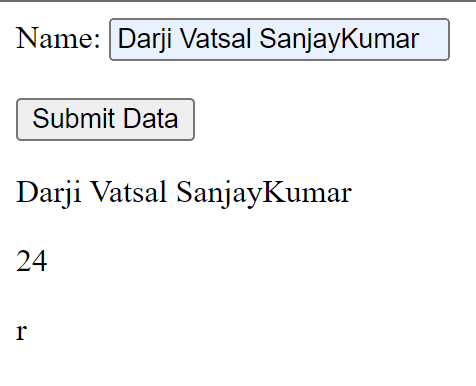 Name: Darji Vatsal SanjayKumar
Submit Data
Darji Vatsal SanjayKumar
24
r